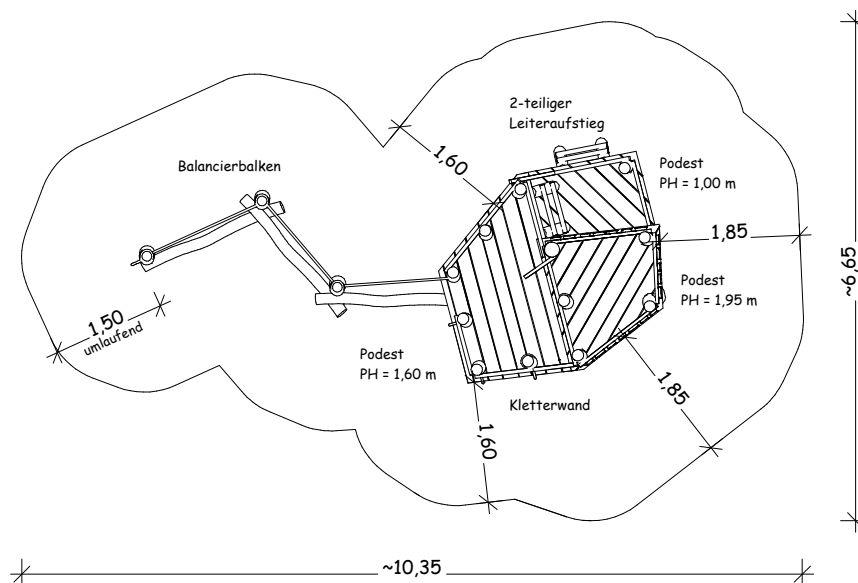 2-teiliger
Leiteraufstieg
1,60
Balancierbalken
Podest
PH = 1,00 m
1,85
Podest
PH = 1,95 m
~6,65
1,50
umlaufend
Podest
PH = 1,60 m
Kletterwand
1,85
1,60
~10,35